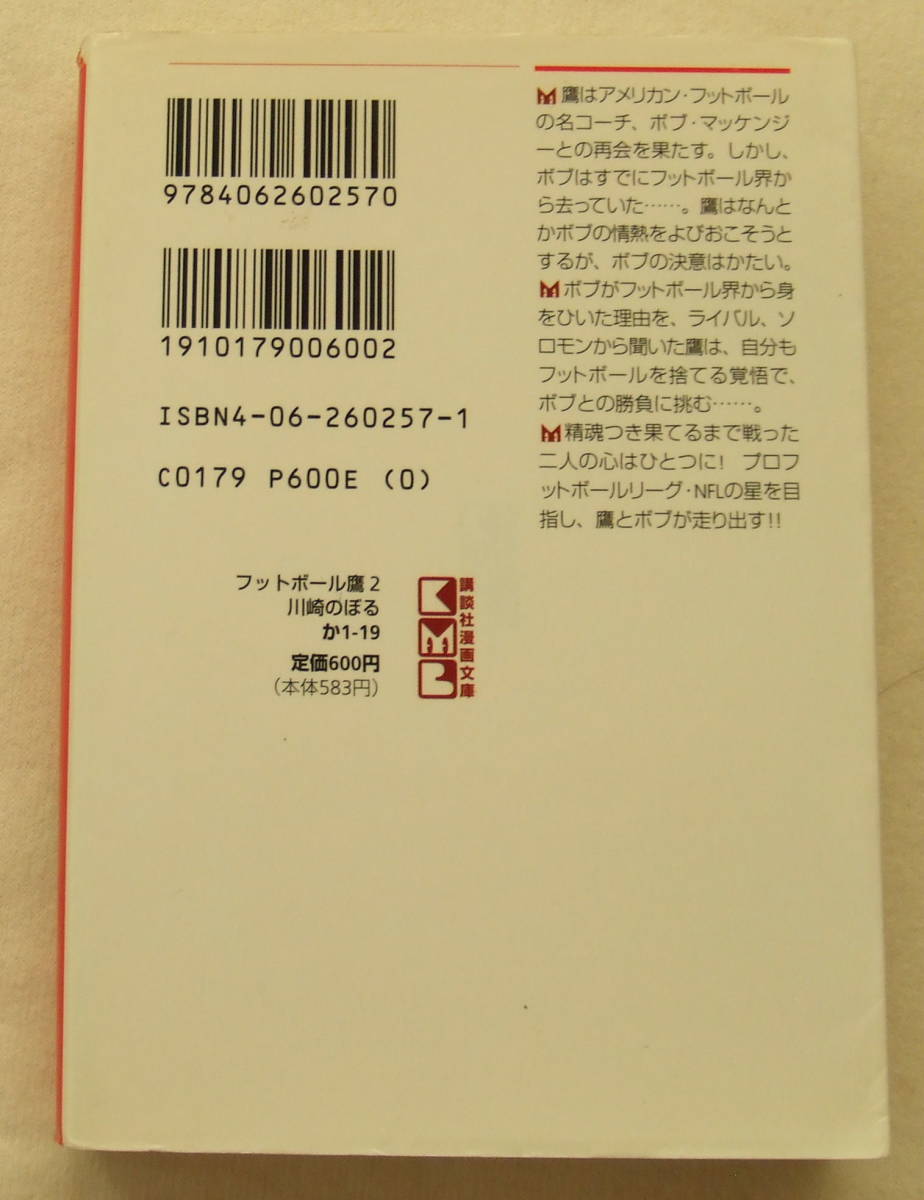 9784062602570
1910179006002
ISBN4-06-260257-1
C0179 P600E (0)
鷹はアメリカン・フットボール
の名コーチ、ボブ・マッケンジ
ーとの再会を果たす。しかし、
ボブはすでにフットボール界か
ら去っていた……。鷹はなんと
かボブの情熱をよびおこそうと
するが、ボブの決意はかたい。
ボブがフットボール界から身
をひいた理由を、ライバル、ソ
ロモンから聞いた鷹は、自分も
フットボールを捨てる覚悟で、
ボブとの勝負に挑む……。
精魂つき果てるまで戦った
二人の心はひとつに! プロフ
ットボールリーグ・NFLの星を目
指し、鷹とボブが走り出す!!
フットボール鷹 2
川崎のぼる
か1-19
定価600円
(本体583円)
KMB
講談社漫画文庫